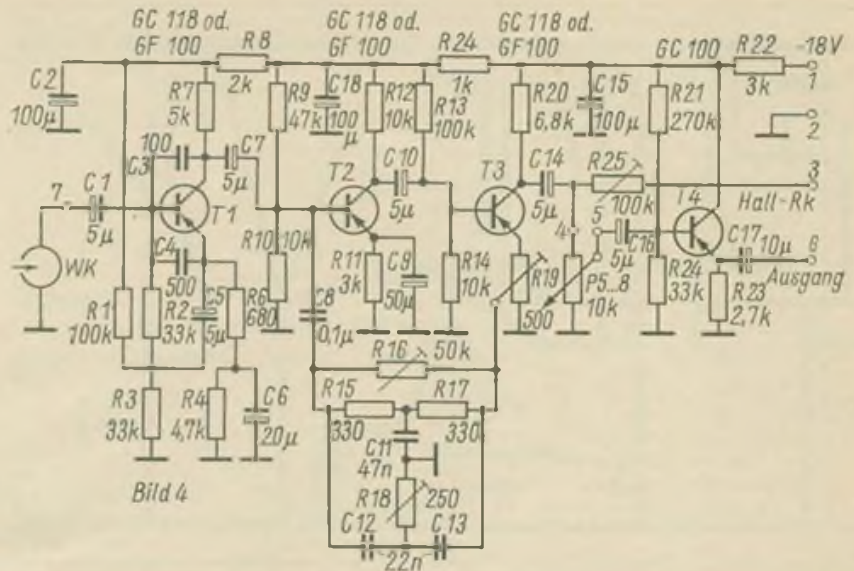 GC 118 od.
GF 100
GC 118 od.
GF 100
GC 118 od.
GF 100
GC 100
R22
-18V
3k
1
C2
100μ
R8
2k
R7
5k
R9
47k
C18
100
μ
R12
10k
R13
100k
R24
1k
R20
6,8k
C15
100μ
R21
270k
2
100
C3
C7
5μ
C10
5μ
C14
5μ
R25
100k
3
Hall-Rk
7
C1
5μ
T1
T2
T3
T4
4
5
C16
5μ
C17
10μ
6
Ausgang
WK
C4
500
C5
5μ
R6
680
R10
10k
C8
0,1μ
R11
3k
C9
50μ
R14
10k
R19
500
P5...8
10k
R24
33k
R23
2,7k
R1
100k
R2
33k
R3
33k
R4
4,7k
C6
20μ
R16
50k
R15
330
R17
330
C11
47n
R18
250
C12
C13
22n
Bild 4